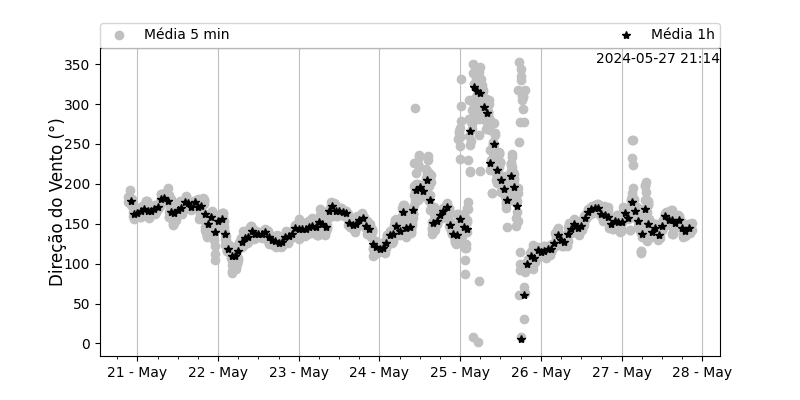 Média 5 min
Média 1h
2024-05-27 21:14
Direção do Vento (°)
350
300
250
200
150
100
50
0
21 - May
22 - May
23 - May
24 - May
25 - May
26 - May
27 - May
28 - May